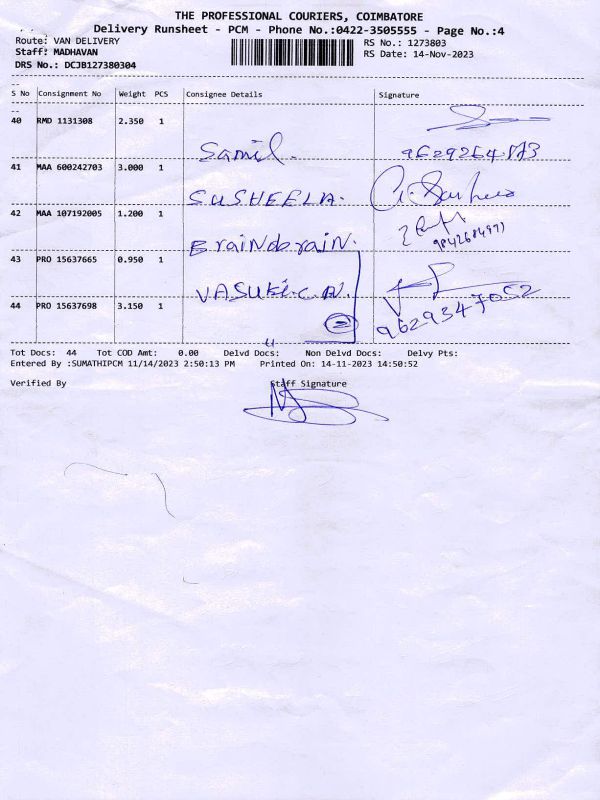 THE PROFESSIONAL COURIERS, COIMBATORE
Delivery Runsheet - PCM - Phone No.:0422-3505555 - Page No.:4
Route: VAN DELIVERY RS No.: 1273803
Staff: MADHAVAN RS Date: 14-Nov-2023
DRS No.: DCJB127380304
S No Consignment No Weight PCS Consignee Details Signature
40 RMD 1131308 2.350 1
Samil.
41 MAA 600242703 3.000 1
SUSHEELA.
42 MAA 107192005 1.200 1
BrainDbrain.
43 PRO 15637665 0.950 1
VASUKi.C.N.
44 PRO 15637698 3.150 1 2
9629347052
Tot Docs: 44 Tot COD Amt: 0.00 Delvd Docs: Non Delvd Docs: Delvy Pts:
Entered By :SUMATHIPCM 11/14/2023 2:50:13 PM Printed On: 14-11-2023 14:50:52
Verified By Staff Signature